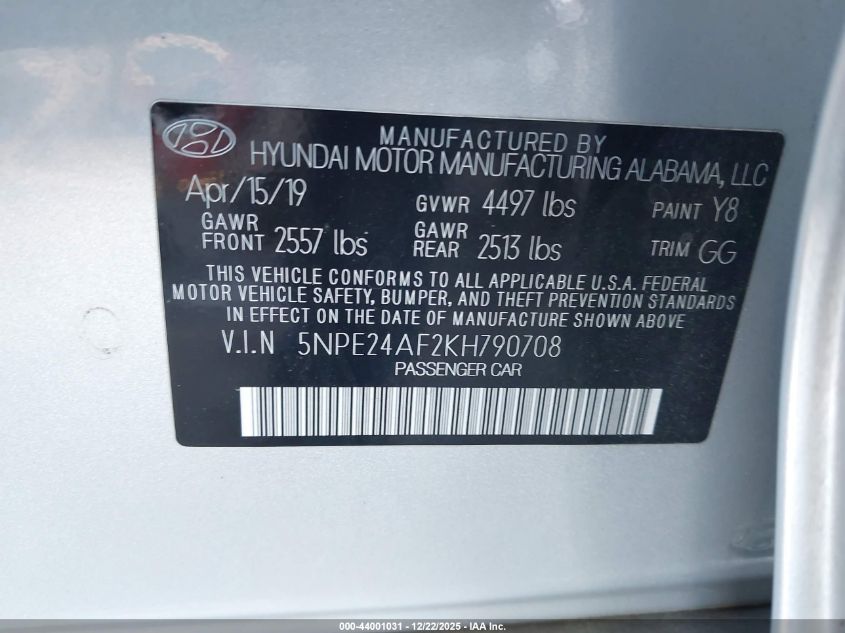 MANUFACTURED BY
HYUNDAI MOTOR MANUFACTURING ALABAMA, LLC
Apr/15/19 GVWR 4497 lbs PAINT Y8
GAWR FRONT 2557 lbs GAWR REAR 2513 lbs TRIM GG
THIS VEHICLE CONFORMS TO ALL APPLICABLE U.S.A. FEDERAL
MOTOR VEHICLE SAFETY, BUMPER, AND THEFT PREVENTION STANDARDS
IN EFFECT ON THE DATE OF MANUFACTURE SHOWN ABOVE
V.I.N 5NPE24AF2KH790708
PASSENGER CAR
000-44001031 - 12/22/2025 - IAA Inc.